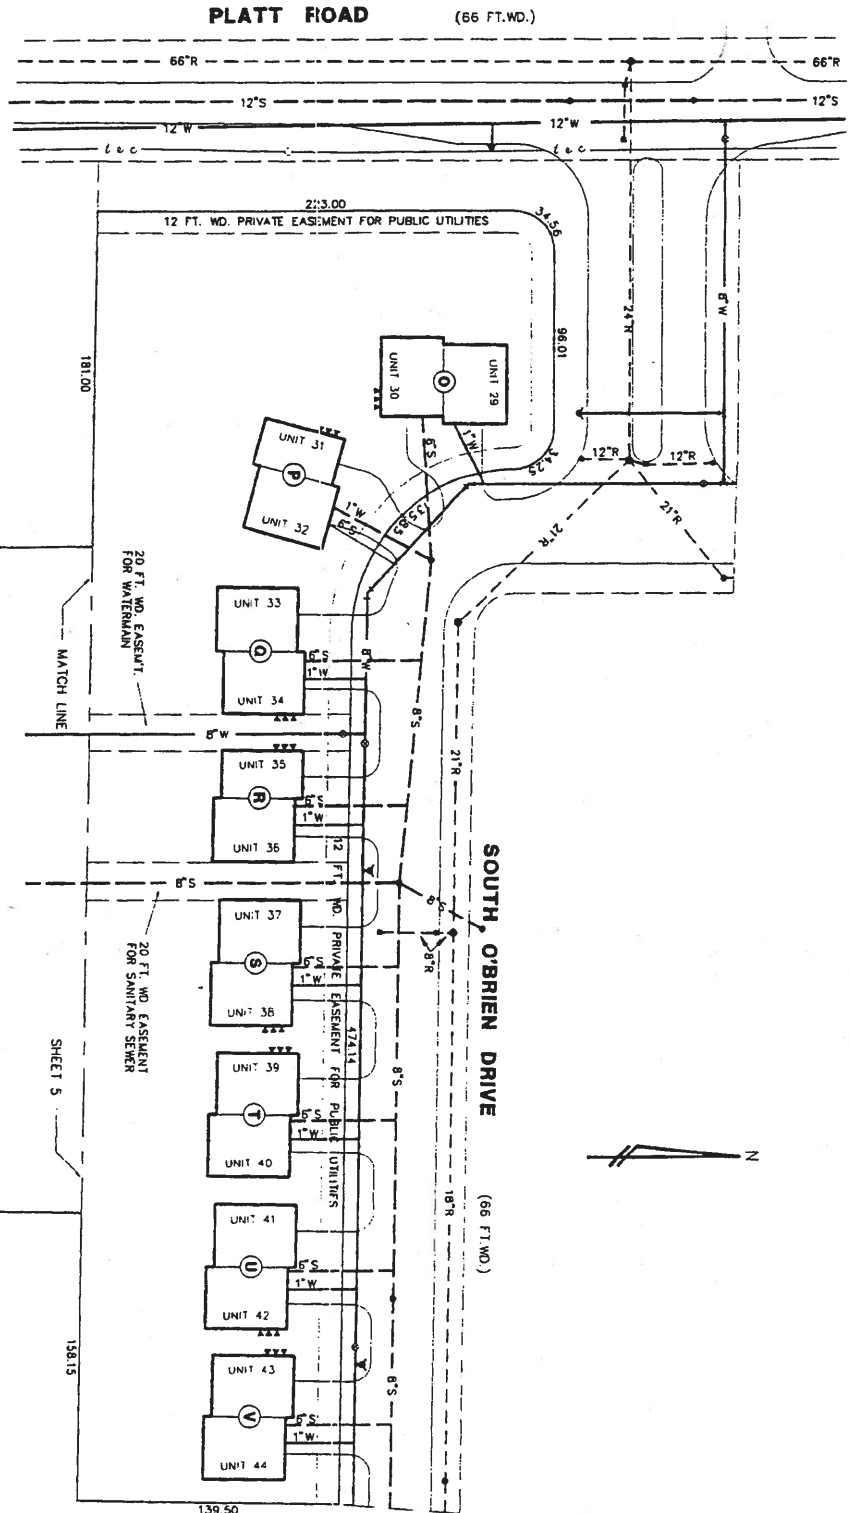 PLATT ROAD
(66 FT.WD.)
66"R
66"R
12"S
12"S
12"W
12"W
t e c
t e c
223.00
12 FT. WD. PRIVATE EASEMENT FOR PUBLIC UTILITIES
34.56
96.01
34.25
135.85
8"W
24"R
12"R
12"R
21"R
21"R
181.00
UNIT 30
O
UNIT 29
6"S
1"W
UNIT 31
P
UNIT 32
1"W
6"S
20 FT. WD. EASEM'T.
FOR WATERMAIN
MATCH LINE
UNIT 33
Q
UNIT 34
6"S
1"W
8"W
8"S
8"W
21"R
UNIT 35
R
UNIT 36
6"S
1"W
12 FT. WD. PRIVATE EASEMENT FOR PUBLIC UTILITIES
8"S
8"S
8"R
SOUTH O'BRIEN DRIVE
(66 FT.WD.)
UNIT 37
S
UNIT 38
6"S
1"W
20 FT. WD EASEMENT
FOR SANITARY SEWER
474.14
SHEET 5
UNIT 39
T
UNIT 40
6"S
1"W
8"S
N
18"R
UNIT 41
U
UNIT 42
6"S
1"W
158.15
UNIT 43
V
UNIT 44
6"S
1"W
8"S
139.50